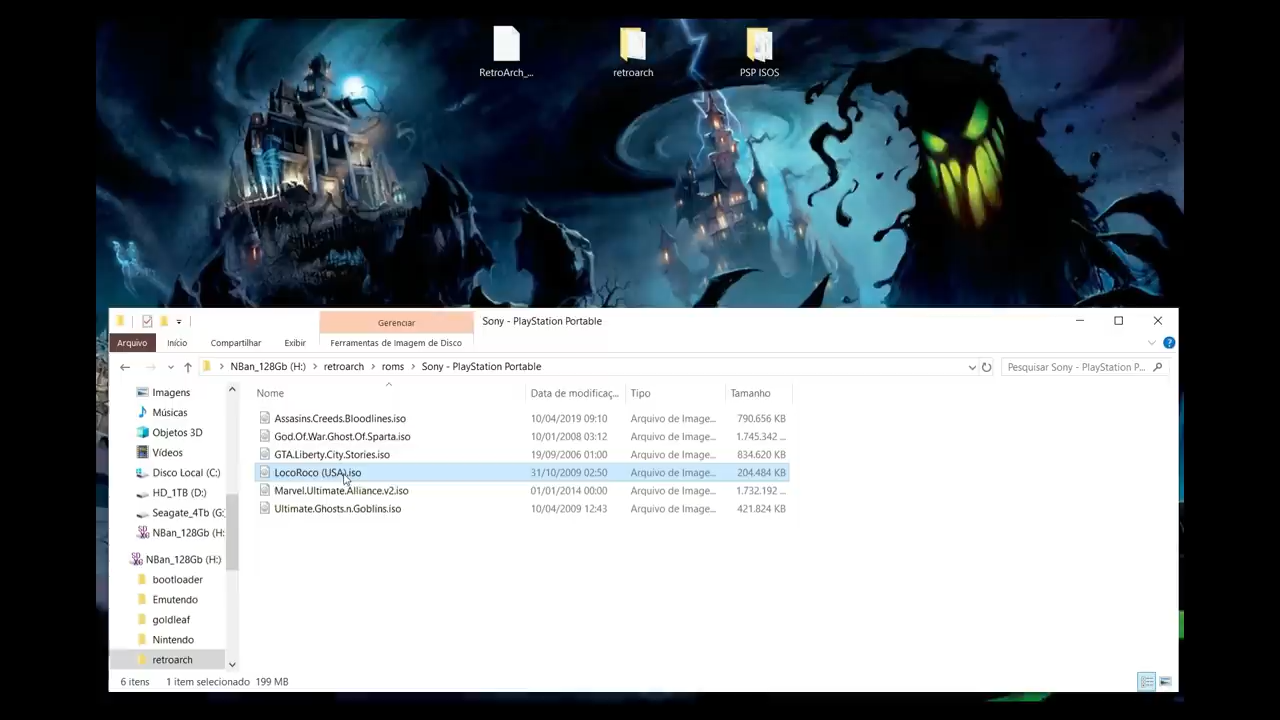 RetroArch_...
retroarch
PSP ISOS
Gerenciar
Sony - PlayStation Portable
Arquivo
Início
Compartilhar
Exibir
Ferramentas de Imagem de Disco
NBan_128Gb (H:)
retroarch
roms
Sony - PlayStation Portable
Pesquisar Sony - PlayStation P...
Imagens
Músicas
Objetos 3D
Vídeos
Disco Local (C:)
HD_1TB (D:)
Seagate_4Tb (G:
NBan_128Gb (H:
NBan_128Gb (H:)
bootloader
Emutendo
goldleaf
Nintendo
retroarch
Nome Data de modificaç... Tipo Tamanho
Assasins.Creeds.Bloodlines.iso 10/04/2019 09:10 Arquivo de Image... 790.656 KB
God.Of.War.Ghost.Of.Sparta.iso 10/01/2008 03:12 Arquivo de Image... 1.745.342 ...
GTA.Liberty.City.Stories.iso 19/09/2006 01:00 Arquivo de Image... 834.620 KB
LocoRoco (USA).iso 31/10/2009 02:50 Arquivo de Image... 204.484 KB
Marvel.Ultimate.Alliance.v2.iso 01/01/2014 00:00 Arquivo de Image... 1.732.192 ...
Ultimate.Ghosts.n.Goblins.iso 10/04/2009 12:43 Arquivo de Image... 421.824 KB
6 itens 1 item selecionado 199 MB